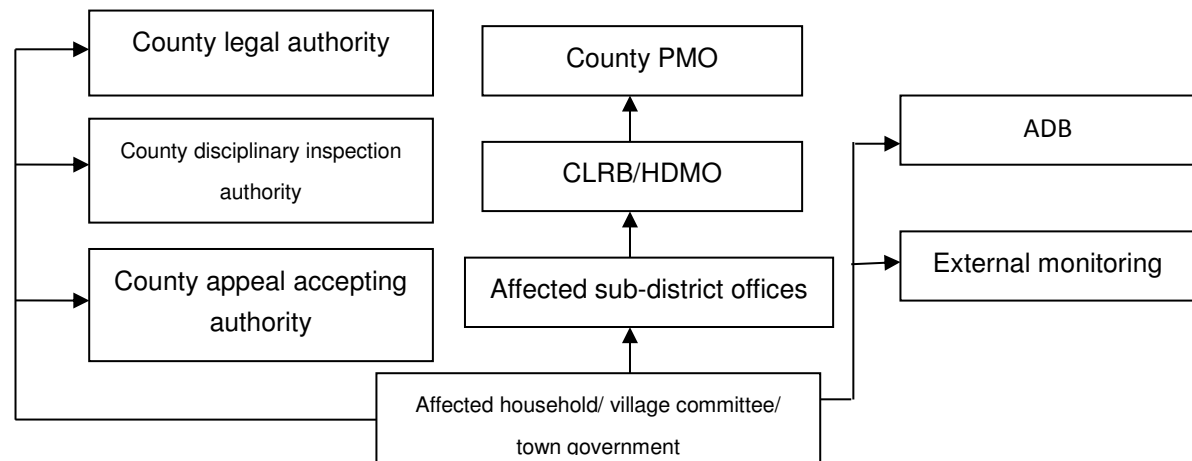 County legal authority
County disciplinary inspection
authority
County appeal accepting
authority
County PMO
CLRB/HDMO
Affected sub-district offices
Affected household/ village committee/
town government
ADB
External monitoring